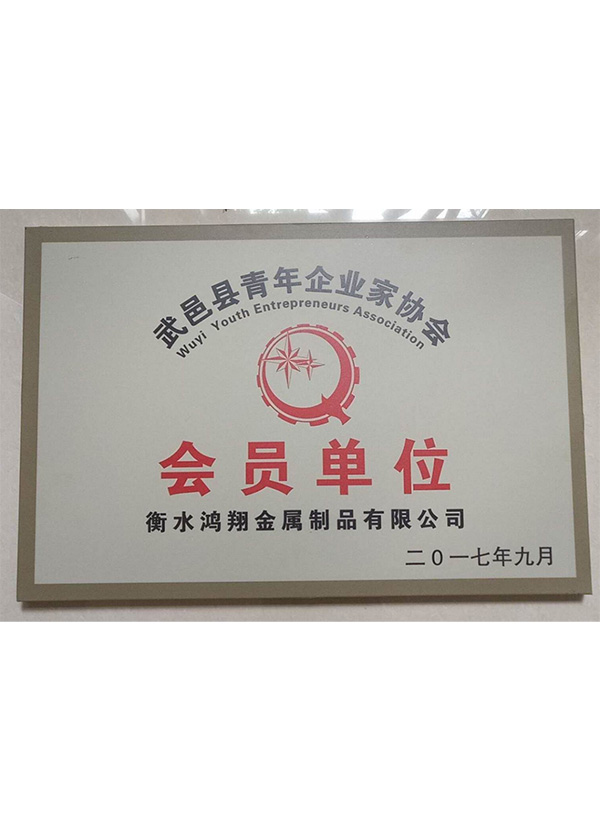 武邑县青年企业家协会
Wuyi Youth Entrepreneurs Association
会员单位
衡水鸿翔金属制品有限公司
二0一七年九月